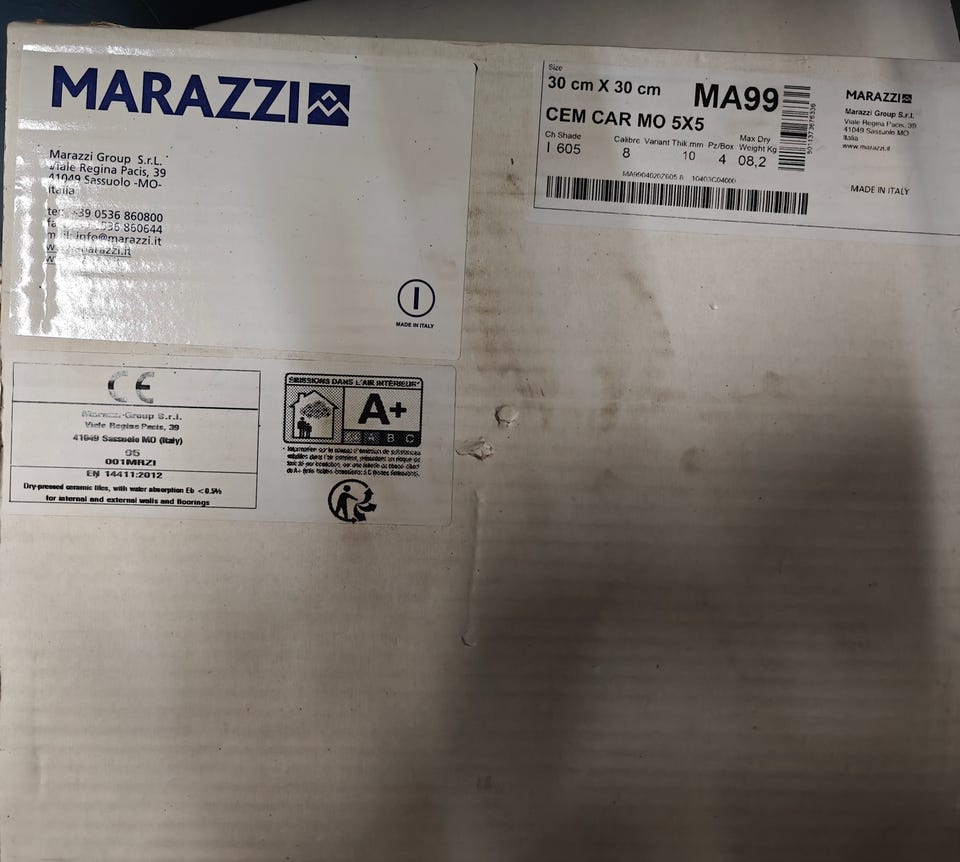 MARAZZI
Marazzi Group S.r.L.
Viale Regina Pacis, 39
41049 Sassuolo -MO-
Italia
+39 0536 860800
860644
info@marazzi.it
I
MADE IN ITALY
Size
30 cm X 30 cm
MA99
CEM CAR MO 5X5
Ch Shade Calibre Variant Thik.mm Pz/Box Max Dry Weight Kg
I 605 8 10 4 08,2
MARAZZI
Marazzi Group S.r.l.
Viale Regina Pacis, 39
41049 Sassuolo MO
Italia
www.marazzi.it
MADE IN ITALY
CE
Group S.r.l.
Viale Regina Pacis, 39
41049 Sassuolo MO (Italy)
001MRZI
EN 14411:2012
Dry-pressed ceramic tiles, with water absorption Eb < 0.5%
for internal and external walls and floorings
ÉMISSIONS DANS L'AIR INTÉRIEUR*
A+
A+ A B C